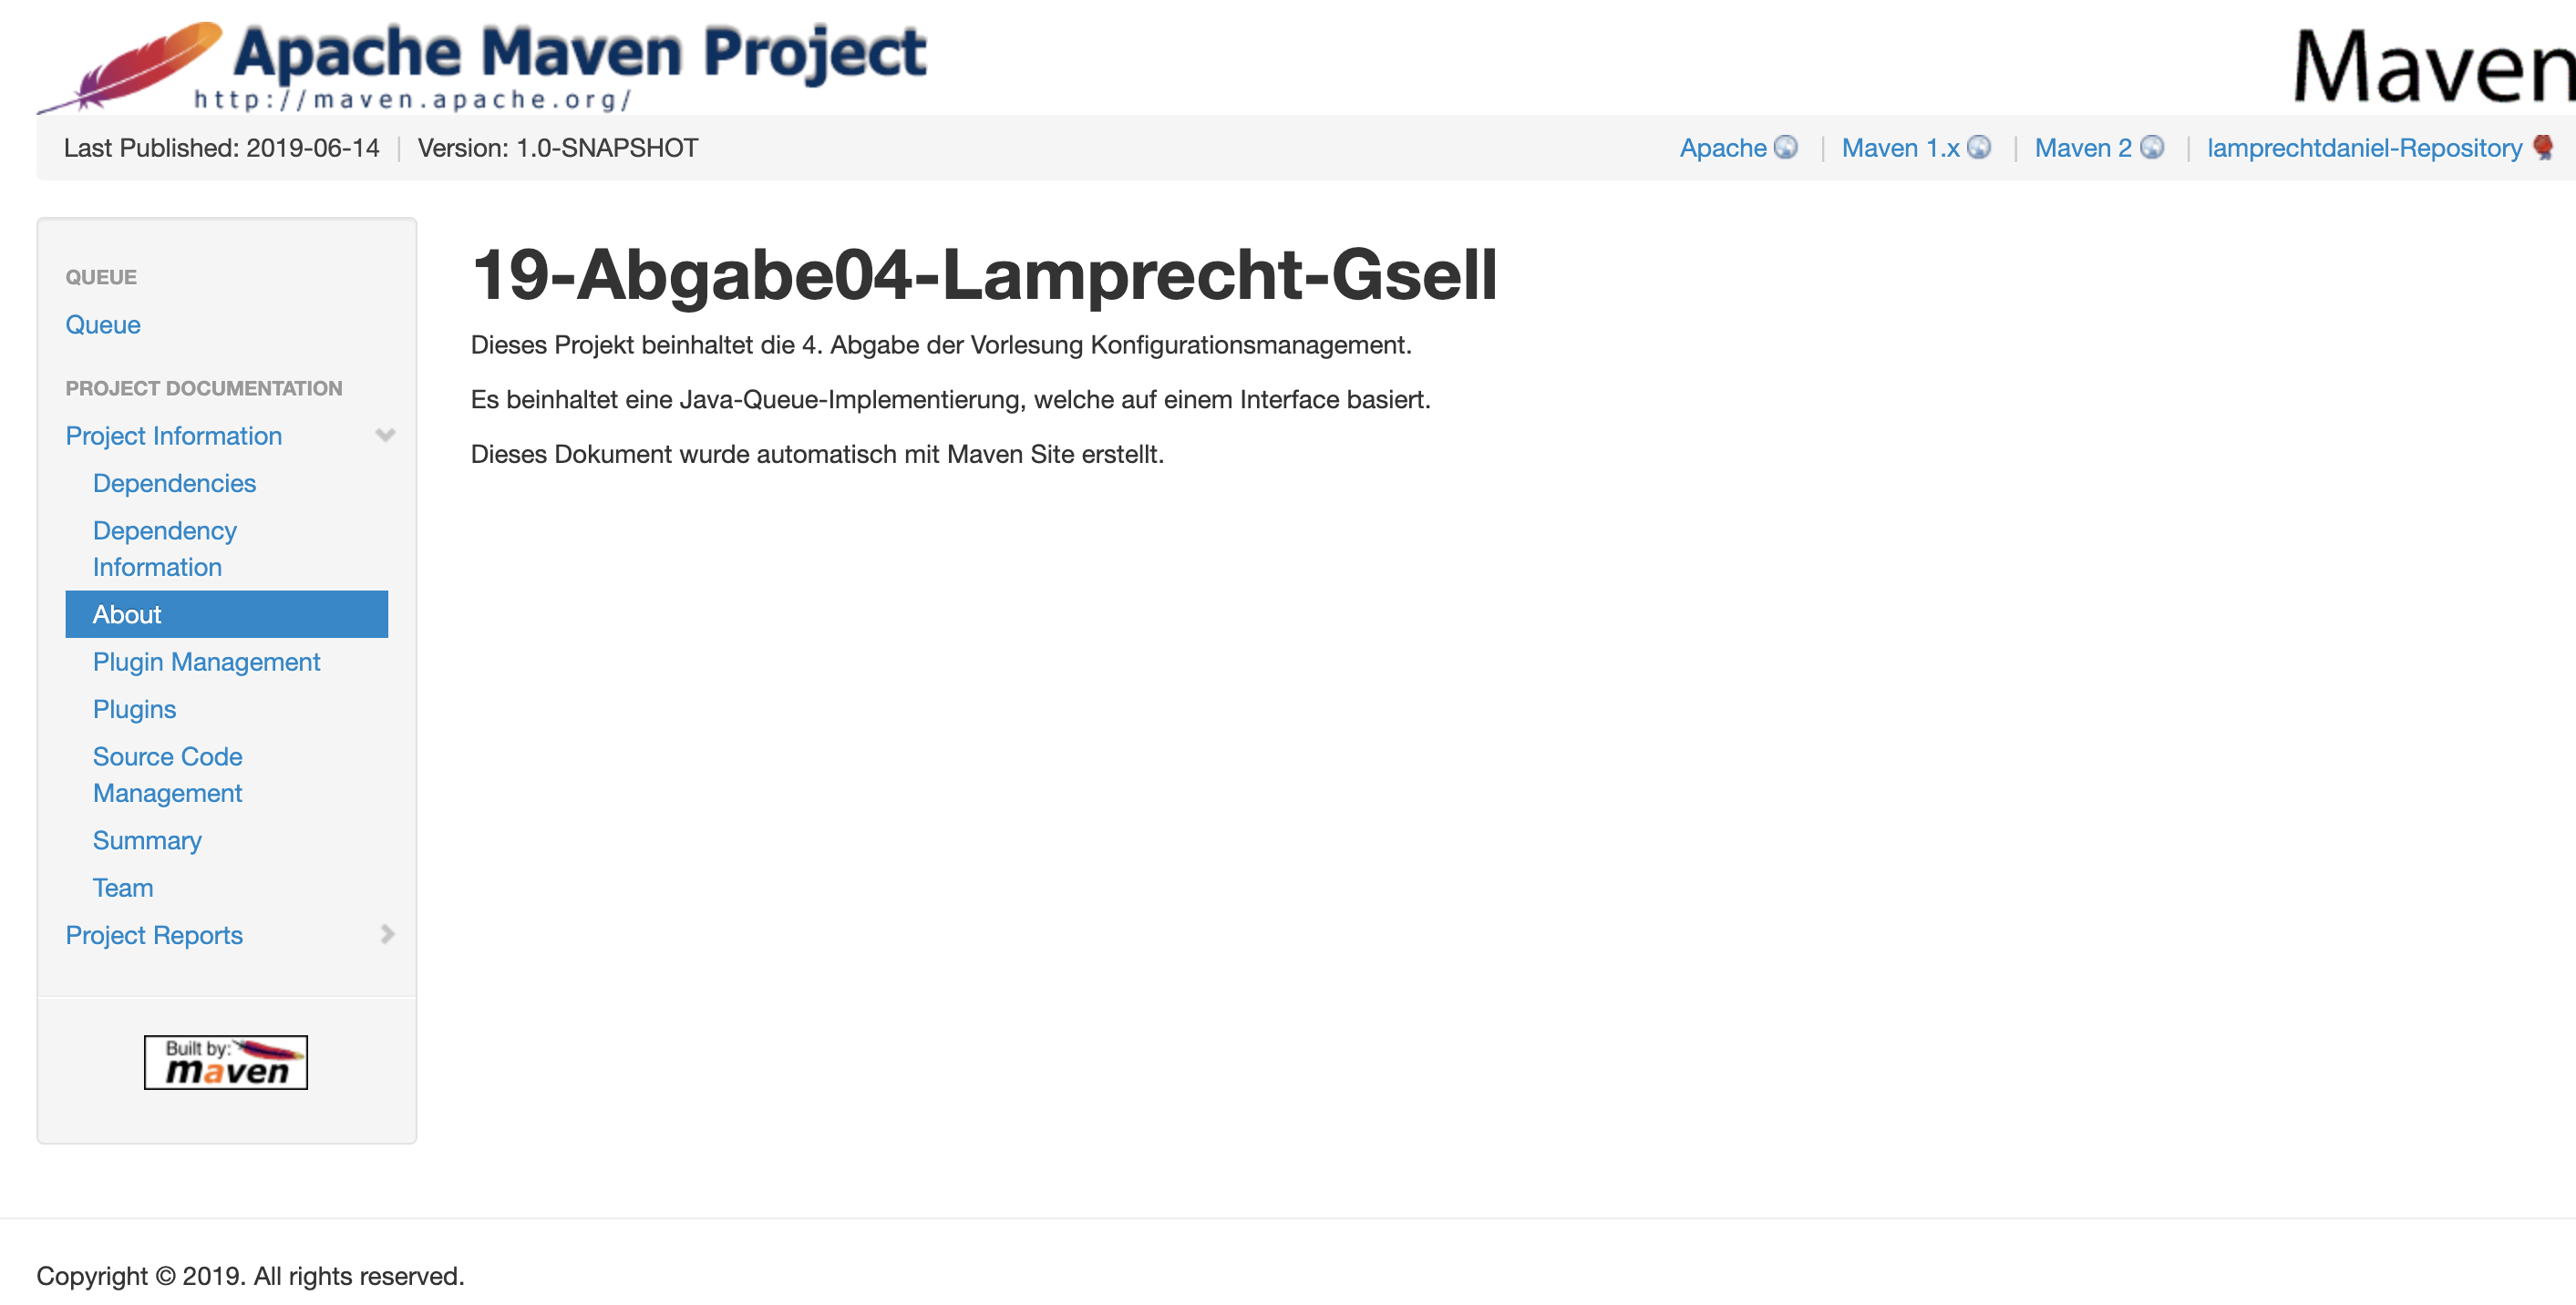 Apache Maven Project
http://maven.apache.org/
Maven
Last Published: 2019-06-14 | Version: 1.0-SNAPSHOT
Apache | Maven 1.x | Maven 2 | lamprechtdaniel-Repository
QUEUE
Queue
PROJECT DOCUMENTATION
Project Information
Dependencies
Dependency
Information
About
Plugin Management
Plugins
Source Code
Management
Summary
Team
Project Reports
Built by:
maven
19-Abgabe04-Lamprecht-Gsell
Dieses Projekt beinhaltet die 4. Abgabe der Vorlesung Konfigurationsmanagement.
Es beinhaltet eine Java-Queue-Implementierung, welche auf einem Interface basiert.
Dieses Dokument wurde automatisch mit Maven Site erstellt.
Copyright © 2019. All rights reserved.